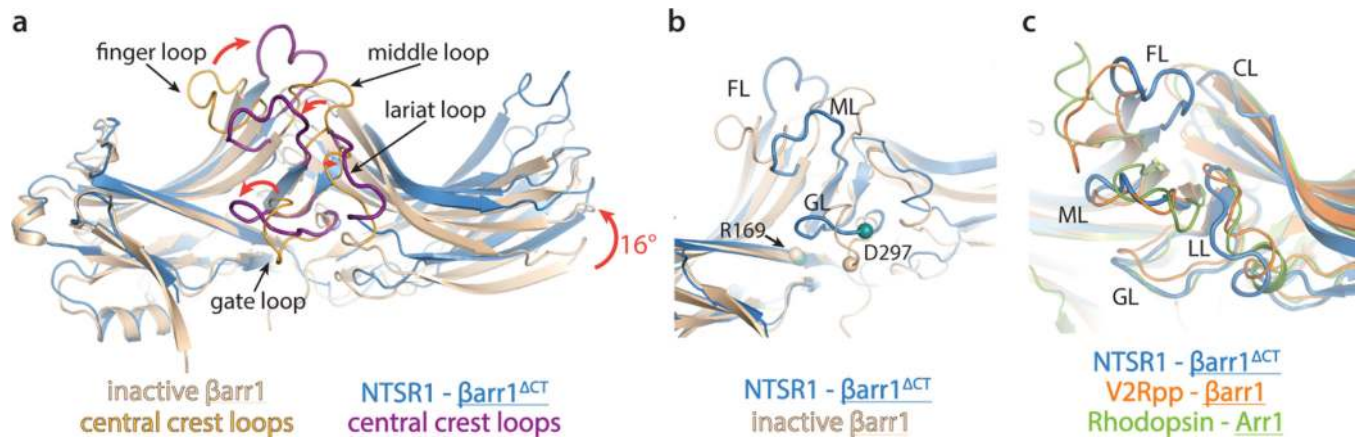 a
finger loop
middle loop
lariat loop
gate loop
16°
inactive βarr1
central crest loops
NTSR1 - βarr1ΔCT
central crest loops
b
FL
ML
GL
R169
D297
NTSR1 - βarr1ΔCT
inactive βarr1
c
FL
CL
ML
LL
GL
NTSR1 - βarr1ΔCT
V2Rpp - βarr1
Rhodopsin - Arr1